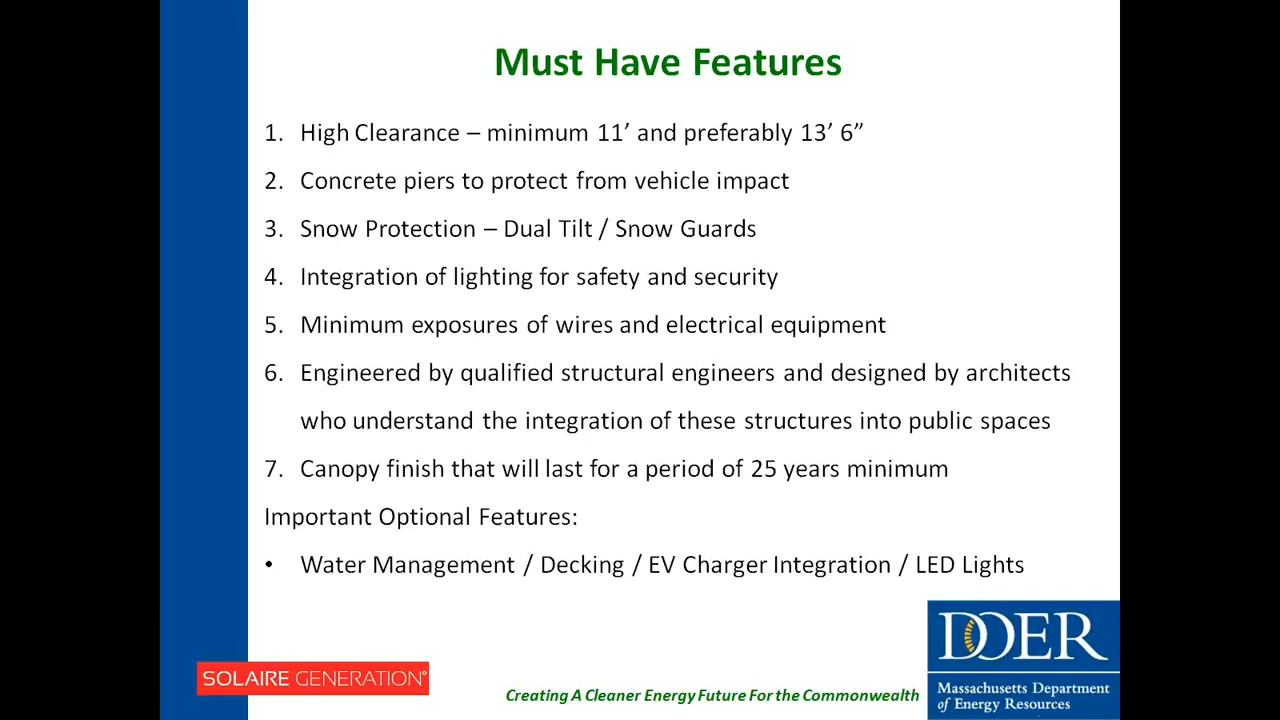 Must Have Features
1. High Clearance – minimum 11’ and preferably 13’ 6”
2. Concrete piers to protect from vehicle impact
3. Snow Protection – Dual Tilt / Snow Guards
4. Integration of lighting for safety and security
5. Minimum exposures of wires and electrical equipment
6. Engineered by qualified structural engineers and designed by architects
who understand the integration of these structures into public spaces
7. Canopy finish that will last for a period of 25 years minimum
Important Optional Features:
• Water Management / Decking / EV Charger Integration / LED Lights
SOLAIRE GENERATION®
Creating A Cleaner Energy Future For the Commonwealth
DOER
Massachusetts Department
of Energy Resources